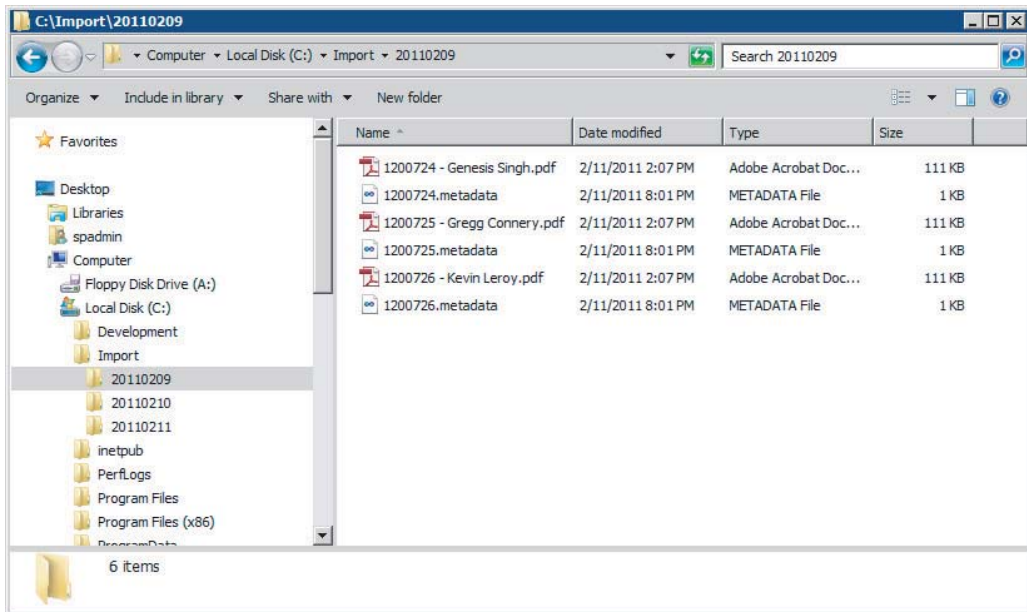 C:\Import\20110209
Computer Local Disk (C:) Import 20110209
Search 20110209
Organize Include in library Share with New folder
Favorites
Desktop
Libraries
spadmin
Computer
Floppy Disk Drive (A:)
Local Disk (C:)
Development
Import
20110209
20110210
20110211
inetpub
PerfLogs
Program Files
Program Files (x86)
ProgramData
Name Date modified Type Size
1200724 - Genesis Singh.pdf 2/11/2011 2:07 PM Adobe Acrobat Doc... 111 KB
1200724.metadata 2/11/2011 8:01 PM METADATA File 1 KB
1200725 - Gregg Connery.pdf 2/11/2011 2:07 PM Adobe Acrobat Doc... 111 KB
1200725.metadata 2/11/2011 8:01 PM METADATA File 1 KB
1200726 - Kevin Leroy.pdf 2/11/2011 2:07 PM Adobe Acrobat Doc... 111 KB
1200726.metadata 2/11/2011 8:01 PM METADATA File 1 KB
6 items